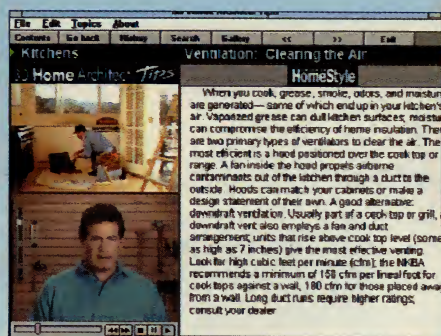 File Edit Topics About
Contents Go back History Search Gallery << >> Exit
Kitchens Ventilation: Clearing the Air
3D Home Architect Tips HomeStyle
When you cook, grease, smoke, odors, and moisture
are generated— some of which end up in your kitchen's
air. Vaporized grease can dull kitchen surfaces; moisture
can compromise the efficiency of home insulation. There
are two primary types of ventilators to clear the air. The
most efficient is a hood positioned over the cook top or
range. A fan inside the hood propels airborne
contaminants out of the kitchen through a duct to the
outside. Hoods can match your cabinets or make a
design statement of their own. A good alternative:
downdraft ventilation. Usually part of a cook top or grill, a
downdraft vent also employs a fan and duct
arrangement; units that rise above cook top level (some
as high as 7 inches) give the most effective venting.
Look for high cubic feet per minute (cfm); the NKBA
recommends a minimum of 150 cfm per lineal foot for
cook tops against a wall, 180 cfm for those placed away
from a wall. Long duct runs require higher ratings;
consult your dealer